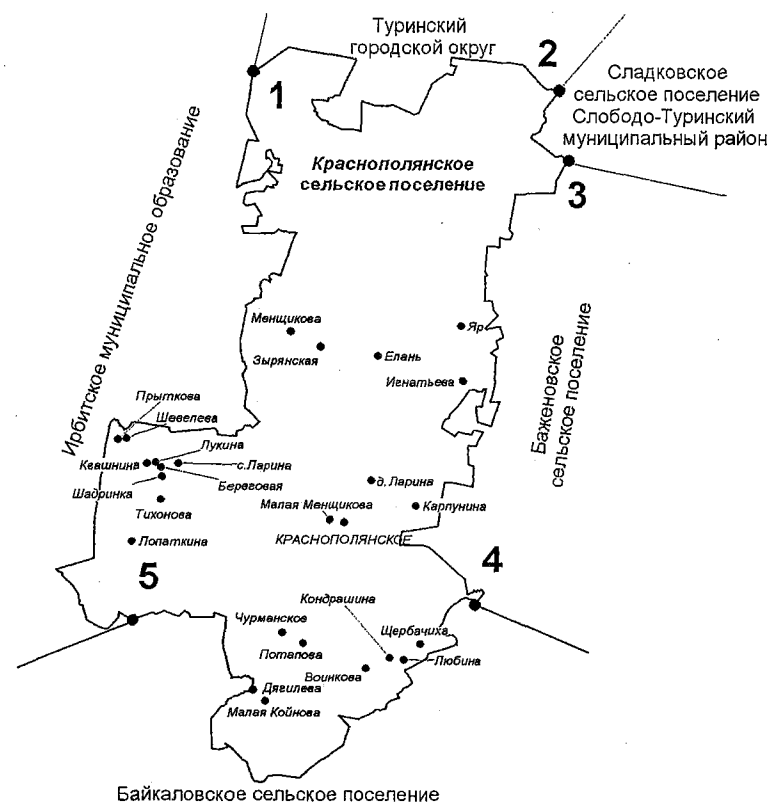 Туринский
городской округ
1
2
Сладковское
сельское поселение
Слободо-Туринский
муниципальный район
3
Краснополянское
сельское поселение
Ирбитское муниципальное образование
Баженовское
сельское поселение
Менщикова
Зырянская
Елань
Яр
Игнатьева
Прыткова
Шевелева
Лукина
Квашнина
с.Ларина
Береговая
Шадринка
Тихонова
Лопаткина
д.Ларина
Малая Менщикова
Карпунина
КРАСНОПОЛЯНСКОЕ
4
5
Кондрашина
Чурманское
Щербачиха
Потапова
Любина
Воинкова
Дягилева
Малая Койнова
Байкаловское сельское поселение